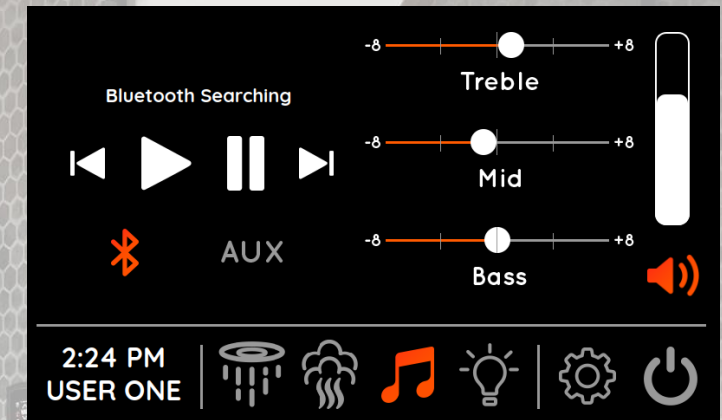 Bluetooth Searching
AUX
-8 +8
Treble
-8 +8
Mid
-8 +8
Bass
2:24 PM
USER ONE